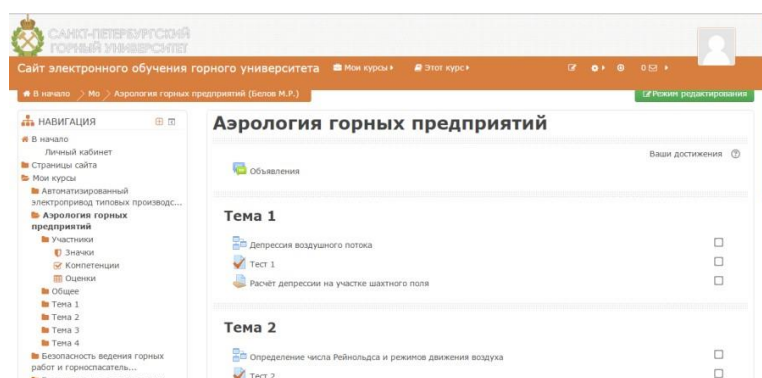 САНКТ-ПЕТЕРБУРГСКИЙ
ГОРНЫЙ УНИВЕРСИТЕТ
Сайт электронного обучения горного университета Мои курсы Этот курс 0
В начало Мо Аэрология горных предприятий (Белов М.Р.) Режим редактирования
НАВИГАЦИЯ
В начало
Личный кабинет
Страницы сайта
Мои курсы
Автоматизированный
электропривод типовых производс...
Аэрология горных
предприятий
Участники
Значки
Компетенции
Оценки
Общее
Тема 1
Тема 2
Тема 3
Тема 4
Безопасность ведения горных
работ и горноспасатель...
Аэрология горных предприятий
Ваши достижения
Объявления
Тема 1
Депрессия воздушного потока
Тест 1
Расчёт депрессии на участке шахтного поля
Тема 2
Определение числа Рейнольдса и режимов движения воздуха
Тест 2